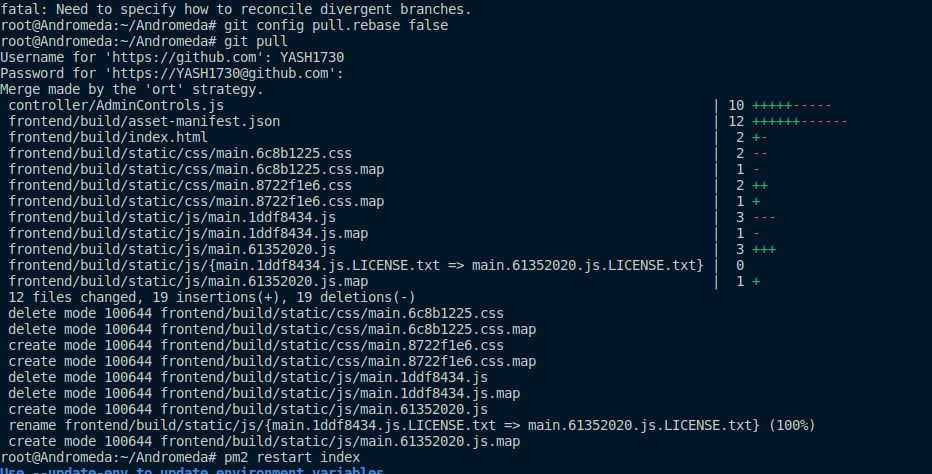 fatal: Need to specify how to reconcile divergent branches.
root@Andromeda:~/Andromeda# git config pull.rebase false
root@Andromeda:~/Andromeda# git pull
Username for 'https://github.com': YASH1730
Password for 'https://YASH1730@github.com':
Merge made by the 'ort' strategy.
controller/AdminControls.js | 10 +++++-----
frontend/build/asset-manifest.json | 12 ++++++------
frontend/build/index.html | 2 +-
frontend/build/static/css/main.6c8b1225.css | 2 --
frontend/build/static/css/main.6c8b1225.css.map | 1 -
frontend/build/static/css/main.8722f1e6.css | 2 ++
frontend/build/static/css/main.8722f1e6.css.map | 1 +
frontend/build/static/js/main.1ddf8434.js | 3 ---
frontend/build/static/js/main.1ddf8434.js.map | 1 -
frontend/build/static/js/main.61352020.js | 3 +++
frontend/build/static/js/{main.1ddf8434.js.LICENSE.txt => main.61352020.js.LICENSE.txt} | 0
frontend/build/static/js/main.61352020.js.map | 1 +
12 files changed, 19 insertions(+), 19 deletions(-)
delete mode 100644 frontend/build/static/css/main.6c8b1225.css
delete mode 100644 frontend/build/static/css/main.6c8b1225.css.map
create mode 100644 frontend/build/static/css/main.8722f1e6.css
create mode 100644 frontend/build/static/css/main.8722f1e6.css.map
delete mode 100644 frontend/build/static/js/main.1ddf8434.js
delete mode 100644 frontend/build/static/js/main.1ddf8434.js.map
create mode 100644 frontend/build/static/js/main.61352020.js
rename frontend/build/static/js/{main.1ddf8434.js.LICENSE.txt => main.61352020.js.LICENSE.txt} (100%)
create mode 100644 frontend/build/static/js/main.61352020.js.map
root@Andromeda:~/Andromeda# pm2 restart index
Use --update-env to update environment variables